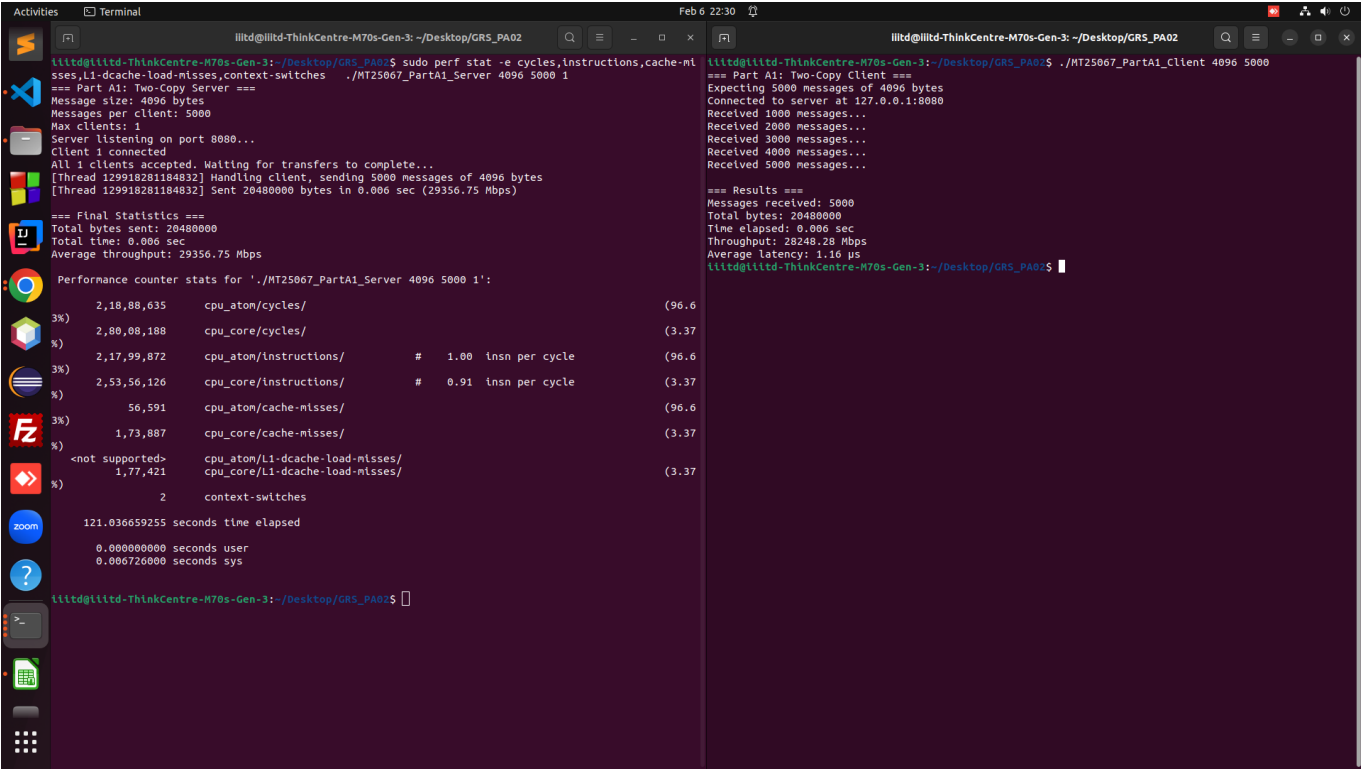 Activities Terminal Feb 6 22:30
iiitd@iiitd-ThinkCentre-M70s-Gen-3: ~/Desktop/GRS_PA02
iiitd@iiitd-ThinkCentre-M70s-Gen-3:~/Desktop/GRS_PA02$ sudo perf stat -e cycles,instructions,cache-mi
sses,L1-dcache-load-misses,context-switches   ./MT25067_PartA1_Server 4096 5000 1
=== Part A1: Two-Copy Server ===
Message size: 4096 bytes
Messages per client: 5000
Max clients: 1
Server listening on port 8080...
Client 1 connected
All 1 clients accepted. Waiting for transfers to complete...
[Thread 129918281184832] Handling client, sending 5000 messages of 4096 bytes
[Thread 129918281184832] Sent 20480000 bytes in 0.006 sec (29356.75 Mbps)
=== Final Statistics ===
Total bytes sent: 20480000
Total time: 0.006 sec
Average throughput: 29356.75 Mbps
Performance counter stats for './MT25067_PartA1_Server 4096 5000 1':
2,18,88,635      cpu_atom/cycles/                                        (96.6
3%)
2,80,08,188      cpu_core/cycles/                                        (3.37
%)
2,17,99,872      cpu_atom/instructions/           #    1.00  insn per cycle              (96.6
3%)
2,53,56,126      cpu_core/instructions/           #    0.91  insn per cycle              (3.37
%)
56,591      cpu_atom/cache-misses/                                       (96.6
3%)
1,73,887      cpu_core/cache-misses/                                       (3.37
%)
<not supported>      cpu_atom/L1-dcache-load-misses/
1,77,421      cpu_core/L1-dcache-load-misses/                                       (3.37
%)
2      context-switches
121.036659255 seconds time elapsed
0.000000000 seconds user
0.006726000 seconds sys
iiitd@iiitd-ThinkCentre-M70s-Gen-3:~/Desktop/GRS_PA02$
iiitd@iiitd-ThinkCentre-M70s-Gen-3: ~/Desktop/GRS_PA02
iiitd@iiitd-ThinkCentre-M70s-Gen-3:~/Desktop/GRS_PA02$ ./MT25067_PartA1_Client 4096 5000
=== Part A1: Two-Copy Client ===
Expecting 5000 messages of 4096 bytes
Connected to server at 127.0.0.1:8080
Received 1000 messages...
Received 2000 messages...
Received 3000 messages...
Received 4000 messages...
Received 5000 messages...
=== Results ===
Messages received: 5000
Total bytes: 20480000
Time elapsed: 0.006 sec
Throughput: 28248.28 Mbps
Average latency: 1.16 µs
iiitd@iiitd-ThinkCentre-M70s-Gen-3:~/Desktop/GRS_PA02$
IJ
Fz
zoom
?
>_